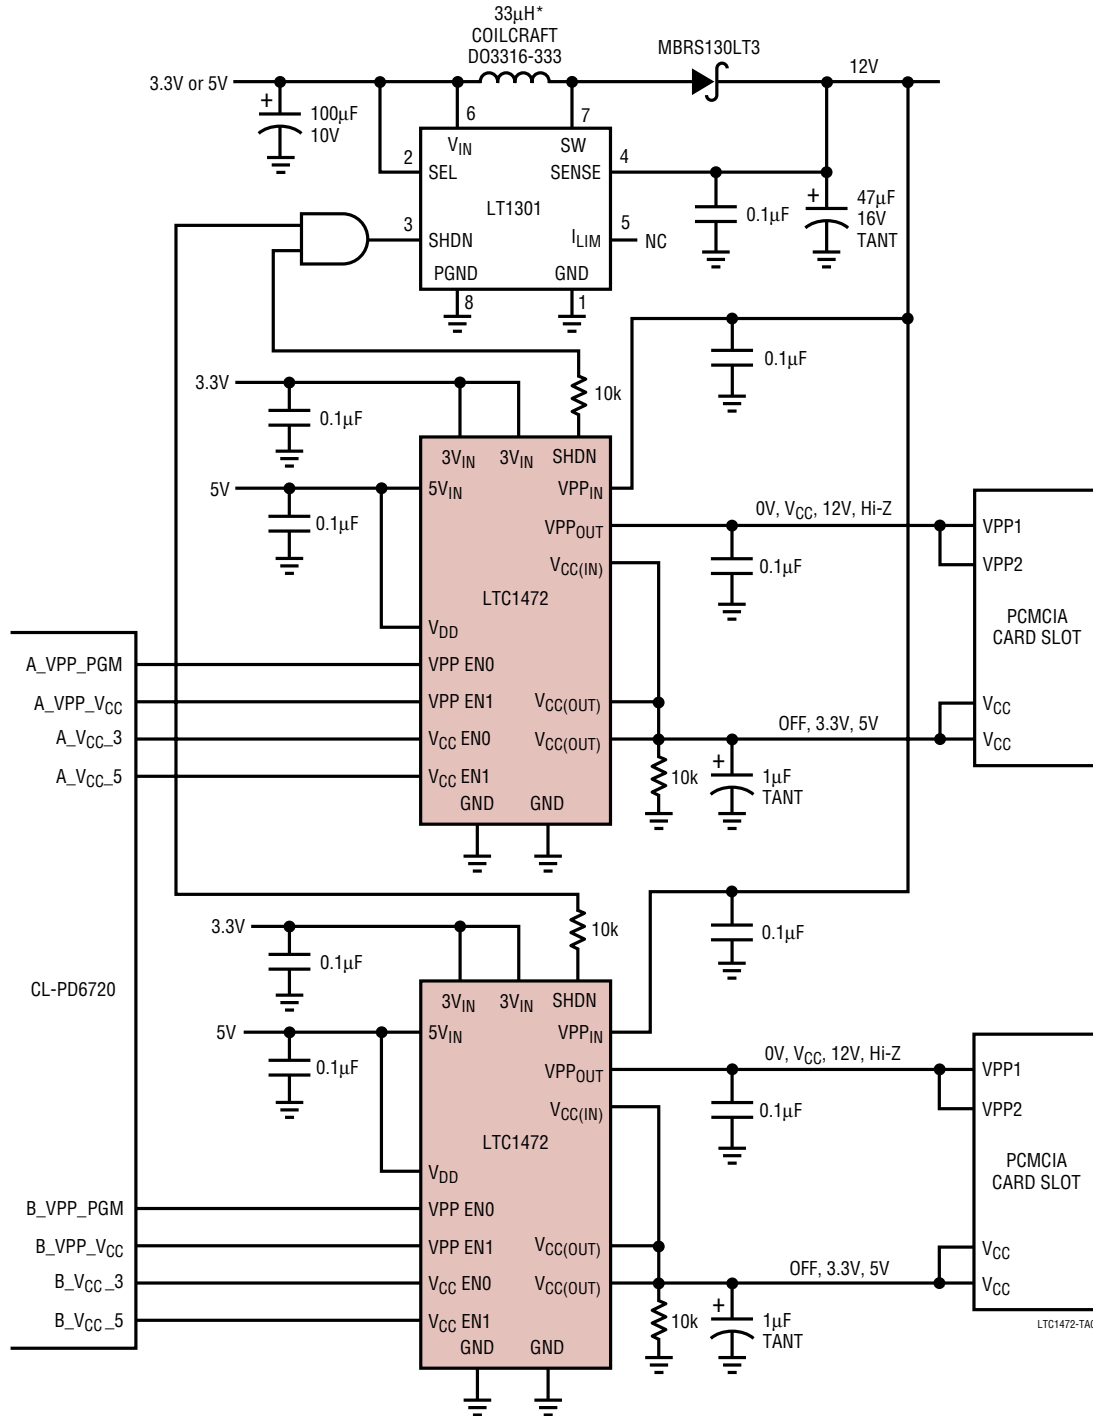 33µH*
COILCRAFT
DO3316-333
MBRS130LT3
3.3V or 5V
12V
+
100µF
10V
6
7
VIN
SW
2
SEL
SENSE
4
LT1301
+
47µF
16V
TANT
0.1µF
3
SHDN
ILIM
5
NC
PGND
GND
8
1
0.1µF
3.3V
10k
0.1µF
3VIN
3VIN
SHDN
5V
5VIN
VPPIN
0.1µF
VPPOUT
0V, VCC, 12V, Hi-Z
VPP1
0.1µF
VCC(IN)
VPP2
LTC1472
PCMCIA
CARD SLOT
VDD
A_VPP_PGM
VPP EN0
A_VPP_VCC
VPP EN1
VCC(OUT)
VCC
A_VCC_3
VCC EN0
VCC(OUT)
OFF, 3.3V, 5V
VCC
A_VCC_5
VCC EN1
10k
+
1µF
TANT
GND
GND
3.3V
10k
0.1µF
0.1µF
CL-PD6720
3VIN
3VIN
SHDN
5V
5VIN
VPPIN
0.1µF
VPPOUT
0V, VCC, 12V, Hi-Z
VPP1
0.1µF
VCC(IN)
VPP2
LTC1472
PCMCIA
CARD SLOT
VDD
B_VPP_PGM
VPP EN0
B_VPP_VCC
VPP EN1
VCC(OUT)
VCC
B_VCC_3
VCC EN0
VCC(OUT)
OFF, 3.3V, 5V
VCC
B_VCC_5
VCC EN1
10k
+
1µF
TANT
GND
GND